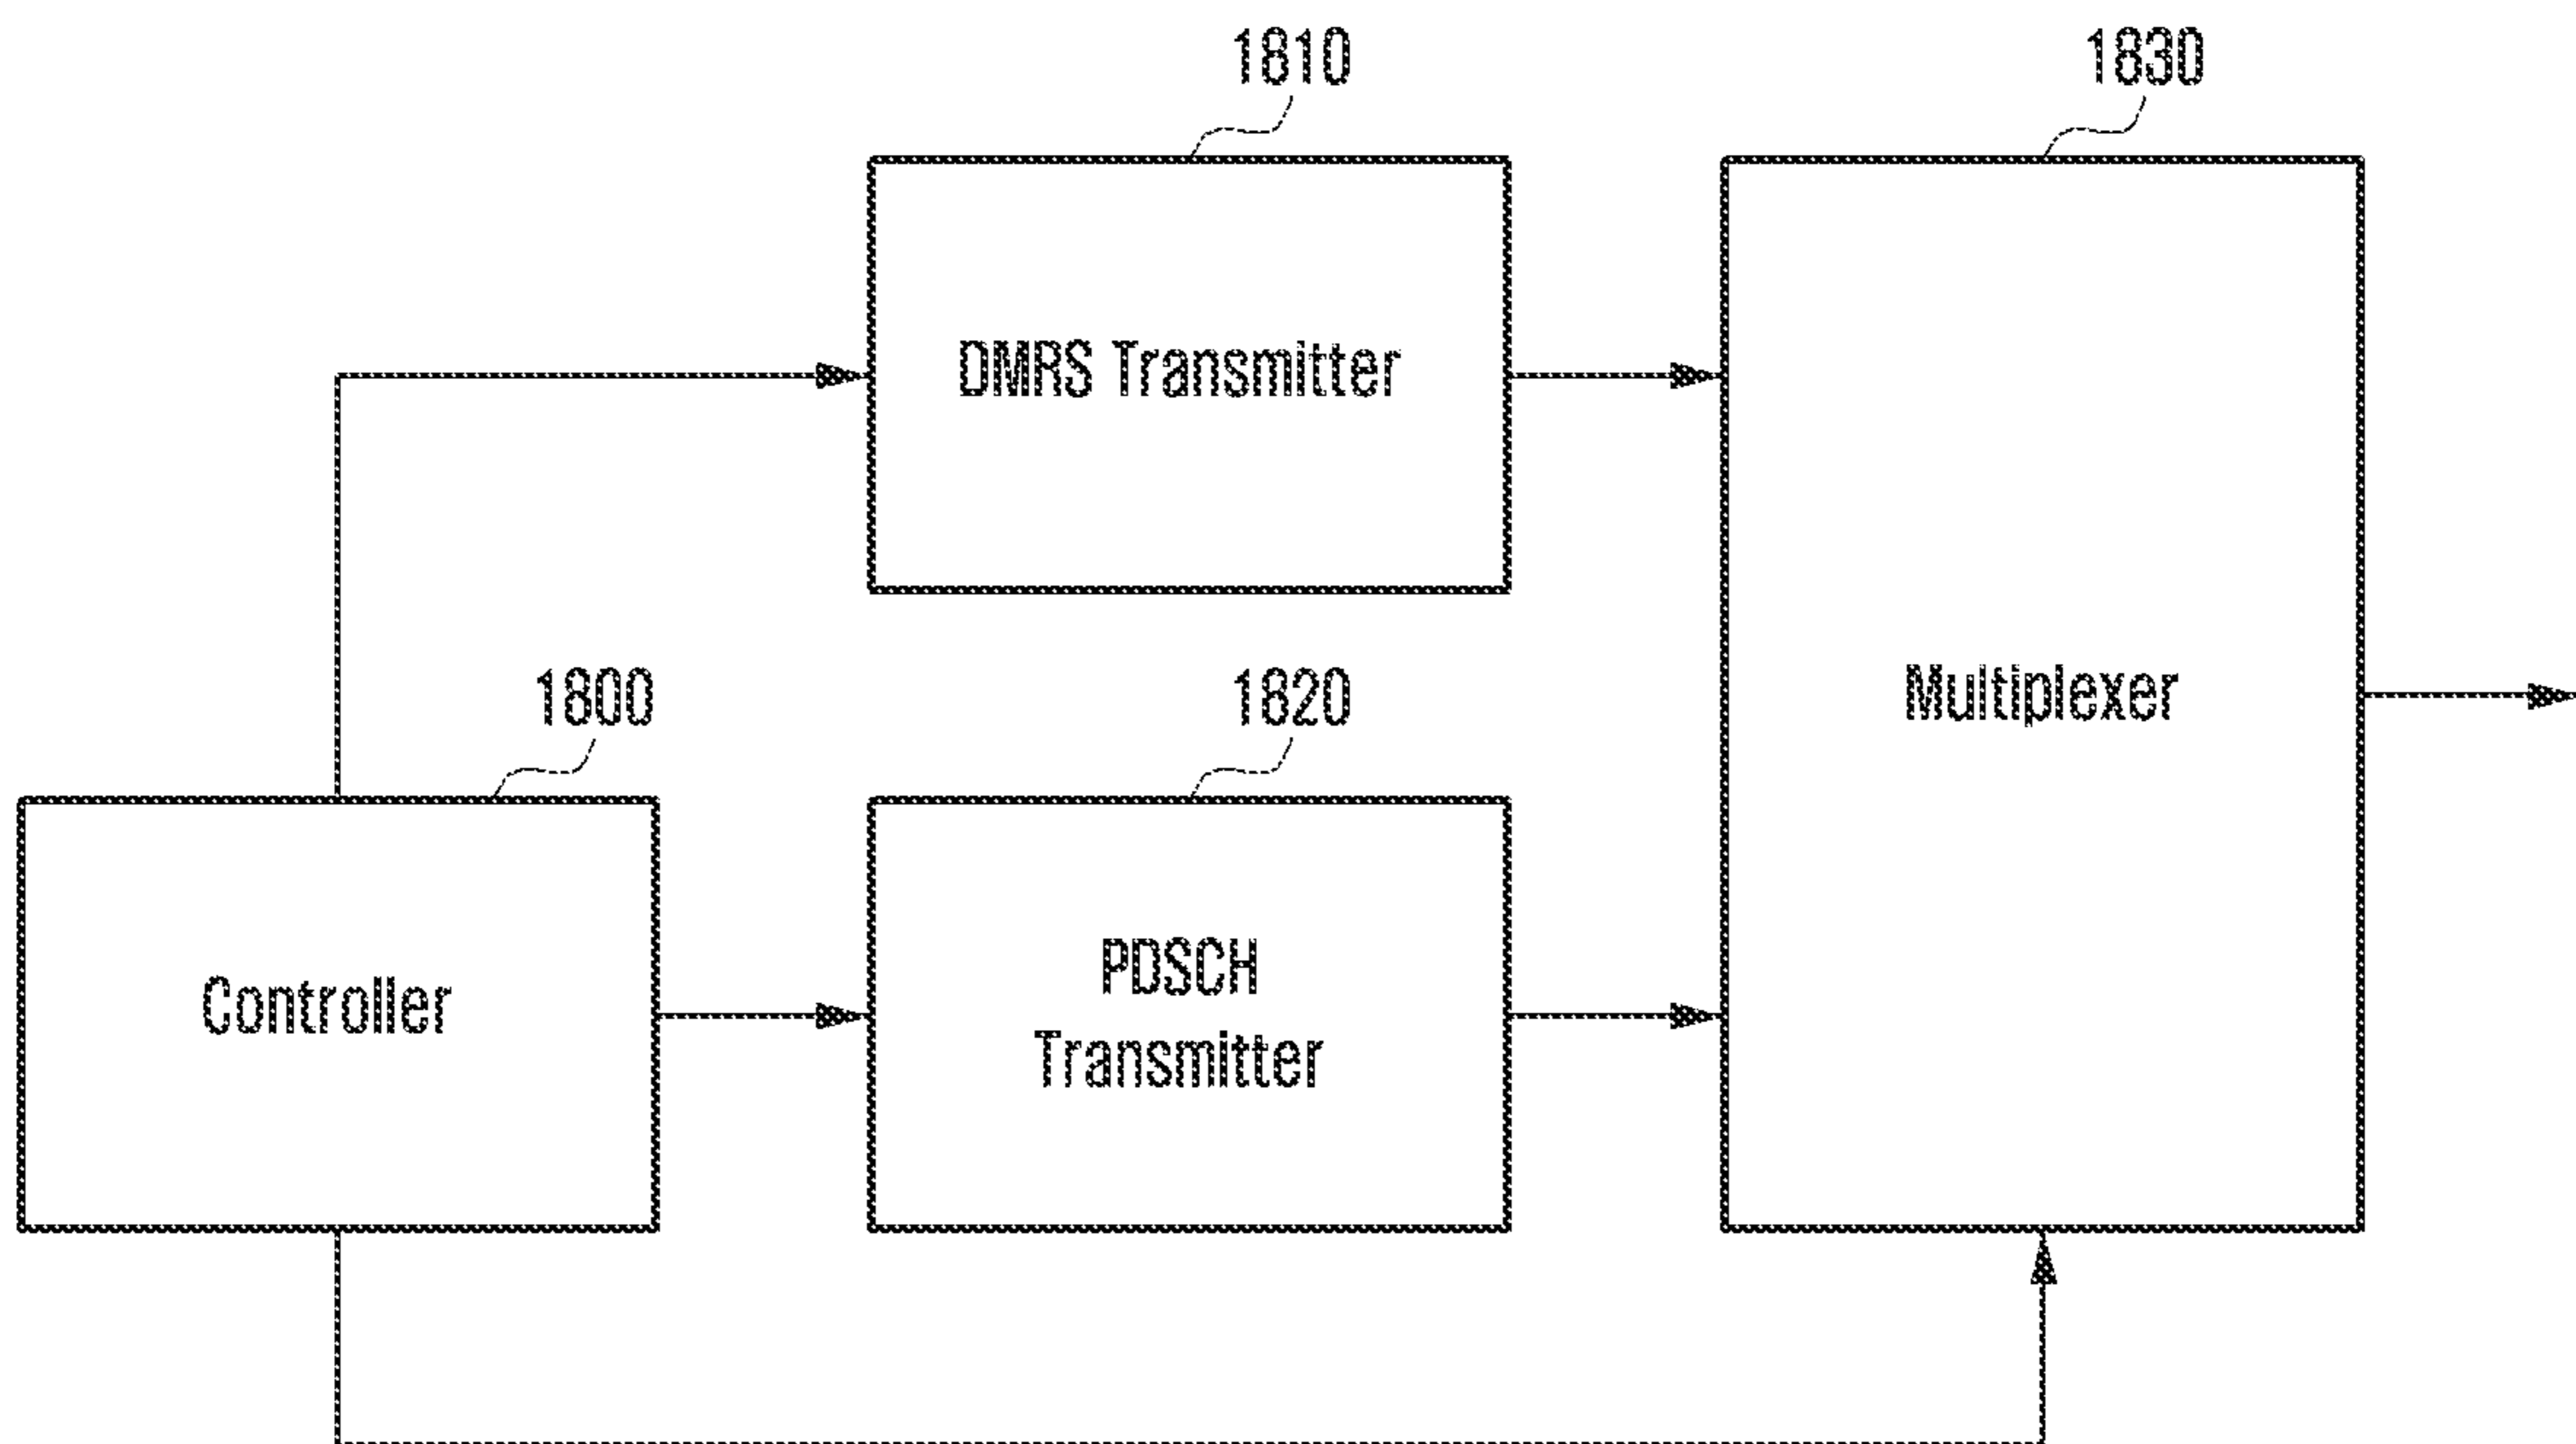 1810
1830
DMRS Transmitter
1800
1820
Multiplexer
Controller
PDSCH
Transmitter